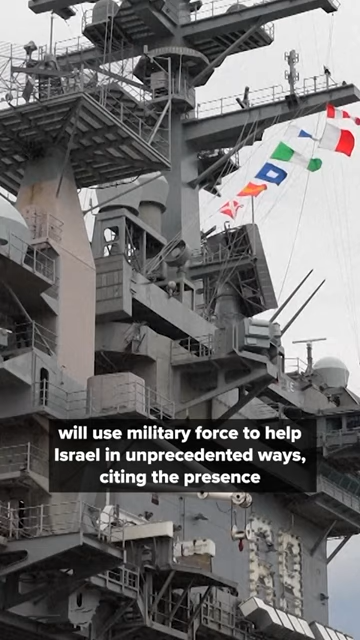 will use military force to help
Israel in unprecedented ways,
citing the presence